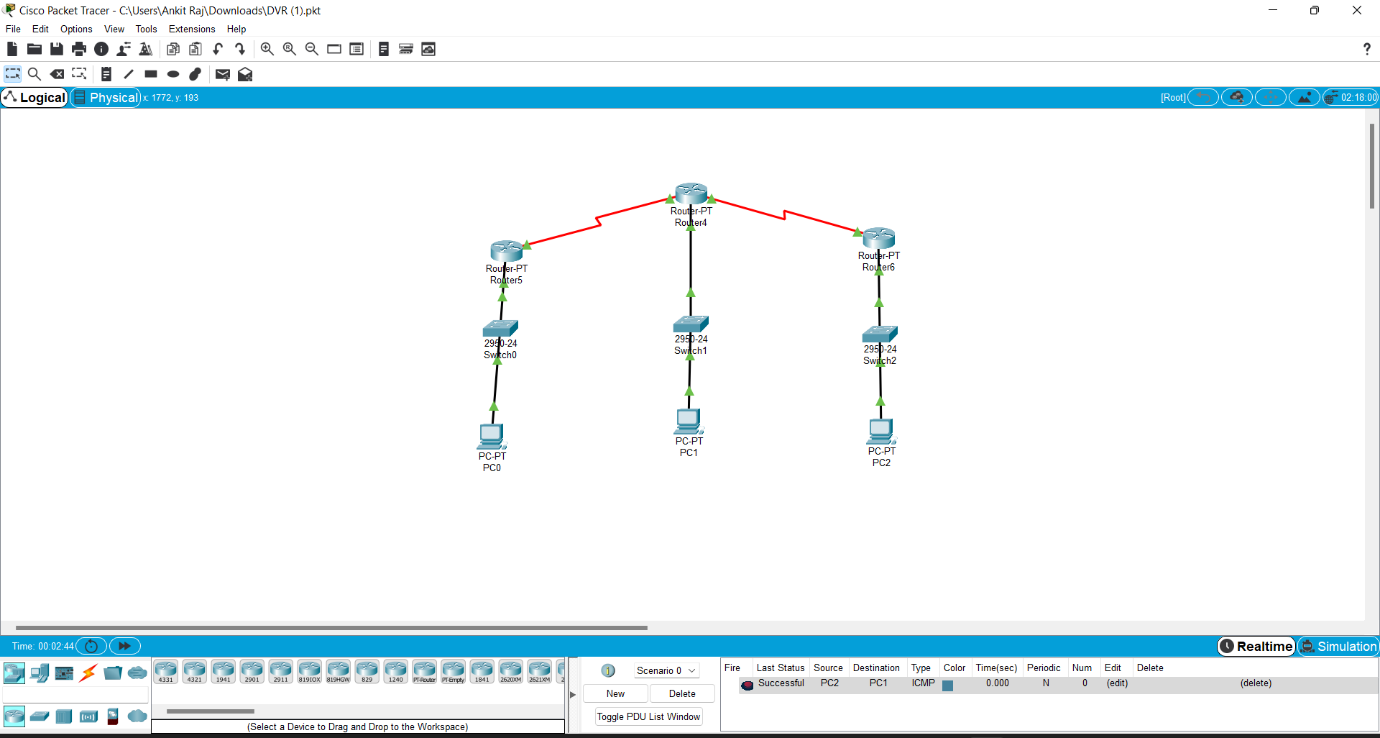 Cisco Packet Tracer - C:\Users\Ankit Raj\Downloads\DVR (1).pkt
File Edit Options View Tools Extensions Help
?
Logical Physical x: 1772, y: 193 [Root] 02:18:00
Router-PT
Router4
Router-PT
Router6
Router-PT
Router5
2950-24
Switch0
2950-24
Switch1
2950-24
Switch2
PC-PT
PC1
PC-PT
PC2
PC-PT
PC0
Time: 00:02:44 Realtime Simulation
4331 4321 1941 2901 2911 819IOX 819HGW 829 1240 PT-Router PT-Empty 1841 2620XM 2621XM 2
(Select a Device to Drag and Drop to the Workspace)
Scenario 0
New Delete
Toggle PDU List Window
Fire Last Status Source Destination Type Color Time(sec) Periodic Num Edit Delete
Successful PC2 PC1 ICMP 0.000 N 0 (edit) (delete)